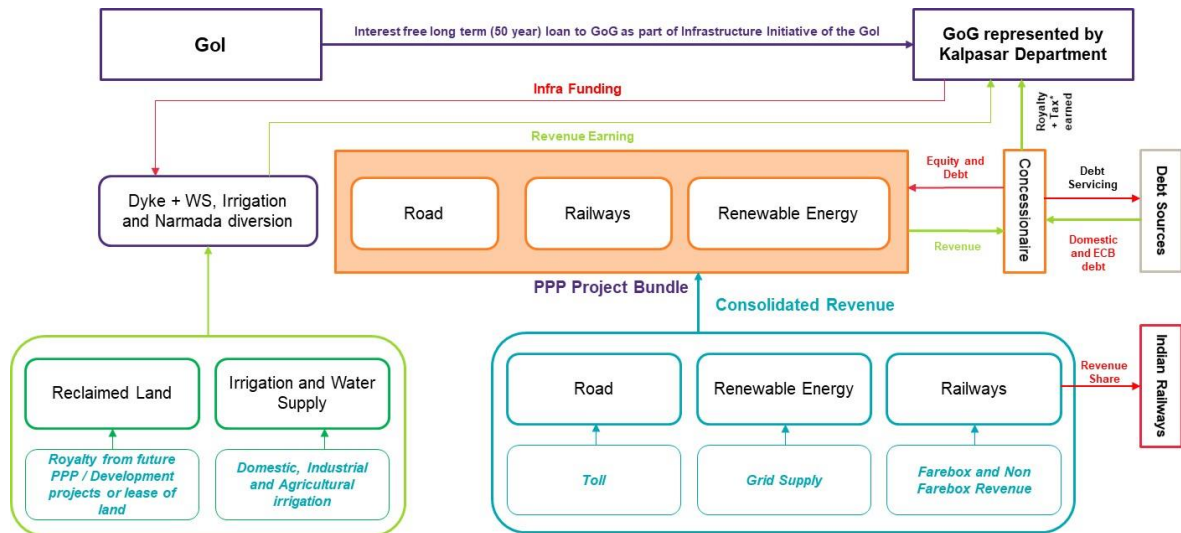 GoI
Interest free long term (50 year) loan to GoG as part of Infrastructure Initiative of the GoI
GoG represented by
Kalpasar Department
Infra Funding
Revenue Earning
Royalty
+ Tax*
earned
Dyke + WS, Irrigation
and Narmada diversion
Road
Railways
Renewable Energy
Equity and
Debt
Revenue
Concessionaire
Debt
Servicing
Domestic
and ECB
debt
Debt Sources
PPP Project Bundle
Consolidated Revenue
Reclaimed Land
Irrigation and Water
Supply
Royalty from future
PPP / Development
projects or lease of
land
Domestic, Industrial
and Agricultural
irrigation
Road
Renewable Energy
Railways
Revenue
Share
Indian Railways
Toll
Grid Supply
Farebox and Non
Farebox Revenue